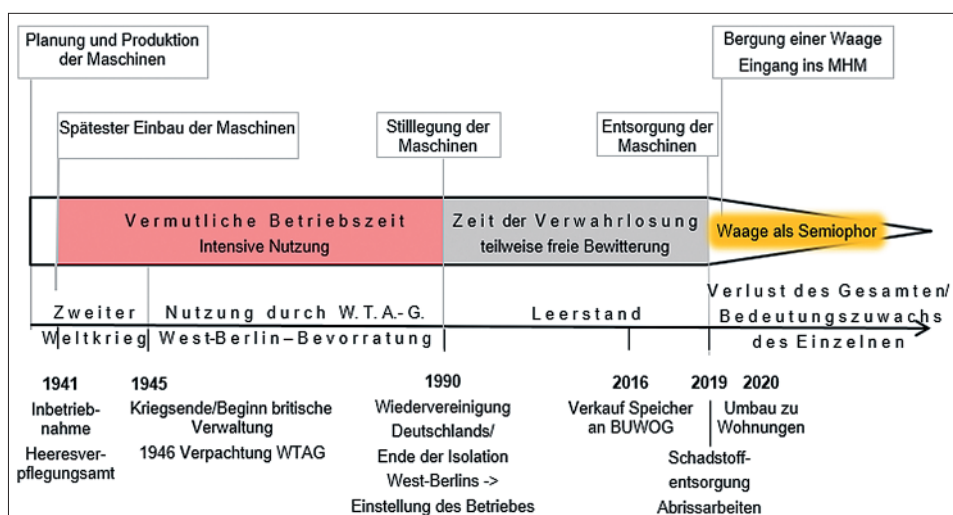 Planung und Produktion
der Maschinen
Bergung einer Waage
Eingang ins MHM
Spätester Einbau der Maschinen
Stilllegung der
Maschinen
Entsorgung der
Maschinen
Vermutliche Betriebszeit
Intensive Nutzung
Zeit der Verwahrlosung
teilweise freie Bewitterung
Waage als Semiophor
Zweiter
Weltkrieg
Nutzung durch W.T.A.-G.
West-Berlin–Bevorratung
Leerstand
Verlust des Gesamten/
Bedeutungszuwachs
des Einzelnen
1941
Inbetrieb-
nahme
Heeresver-
pflegungsamt
1945
Kriegsende/Beginn britische
Verwaltung
1946 Verpachtung WTAG
1990
Wiedervereinigung
Deutschlands/
Ende der Isolation
West-Berlins ->
Einstellung des Betriebes
2016
Verkauf Speicher
an BUWOG
2019
Schadstoff-
entsorgung
Abrissarbeiten
2020
Umbau zu
Wohnungen